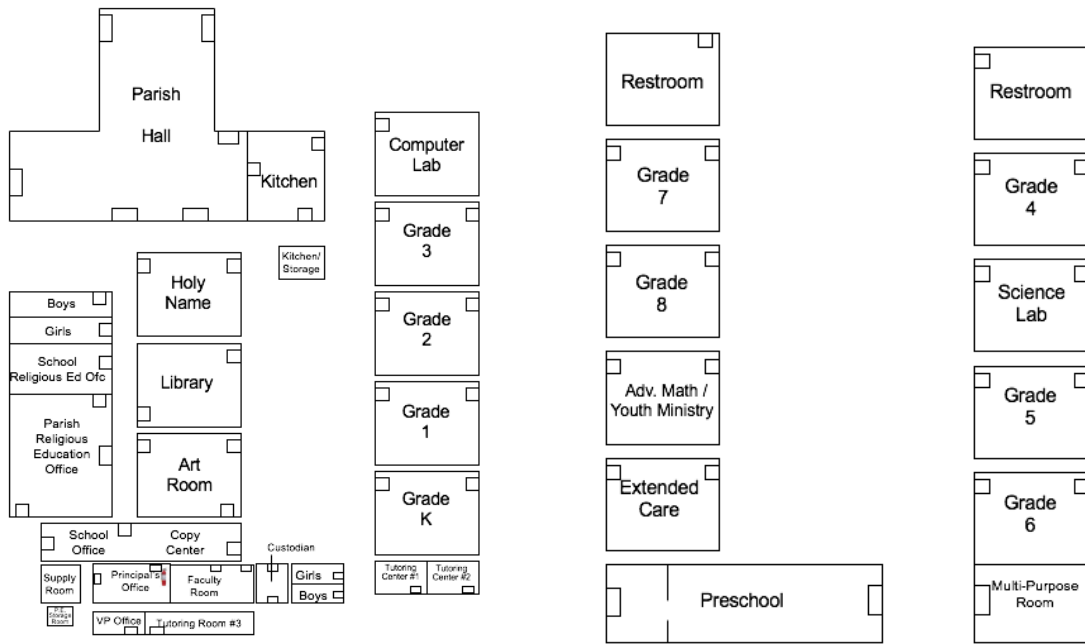 Parish
Hall
Kitchen
Kitchen/
Storage
Holy
Name
Library
Art
Room
Boys
Girls
School
Religious Ed Ofc
Parish
Religious
Education
Office
School
Office
Copy
Center
Custodian
Supply
Room
P.E.
Storage
Room
Principal's
Office
Faculty
Room
Girls
Boys
VP Office
Tutoring Room #3
Computer
Lab
Grade
3
Grade
2
Grade
1
Grade
K
Tutoring
Center #1
Tutoring
Center #2
Restroom
Grade
7
Grade
8
Adv. Math /
Youth Ministry
Extended
Care
Preschool
Restroom
Grade
4
Science
Lab
Grade
5
Grade
6
Multi-Purpose
Room